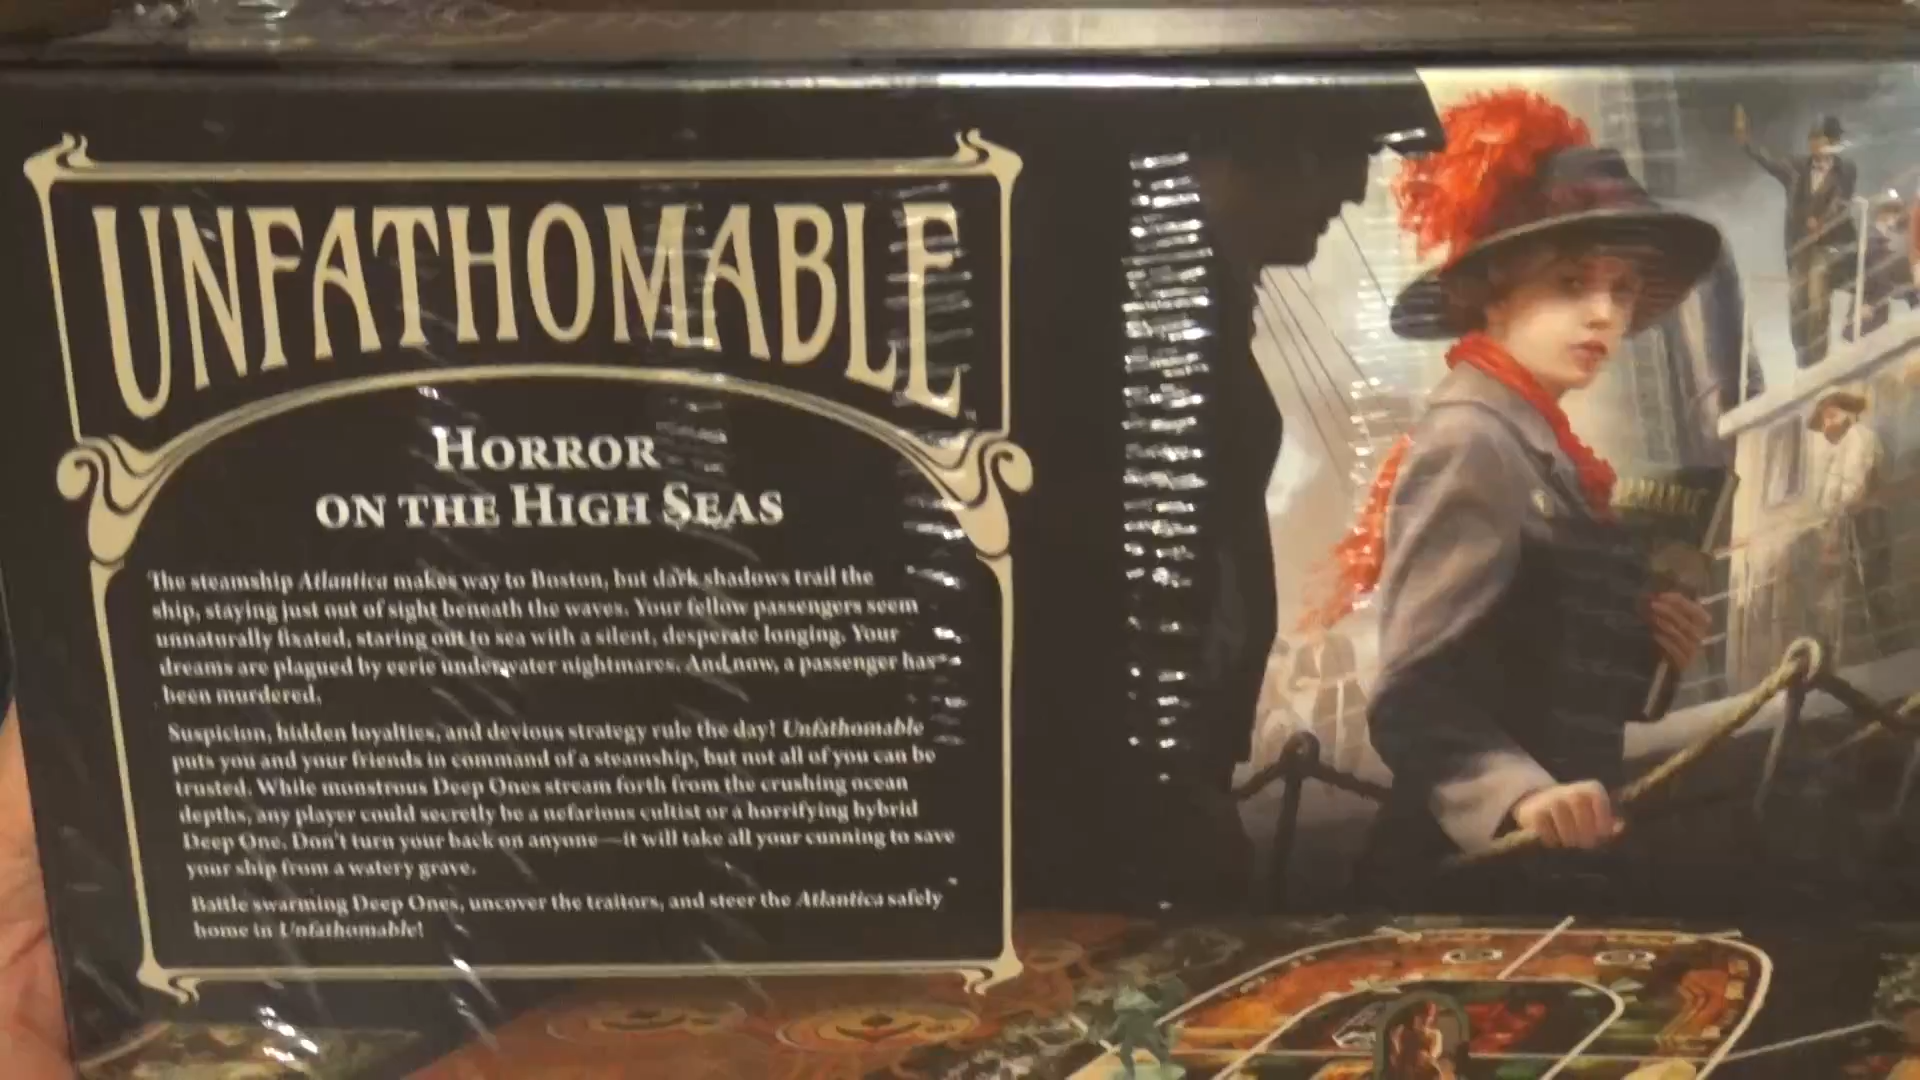 UNFATHOMABLE
HORROR
ON THE HIGH SEAS
The steamship Atlantica makes way to Boston, but dark shadows trail the
ship, staying just out of sight beneath the waves. Your fellow passengers seem
unnaturally fixated, staring out to sea with a silent, desperate longing. Your
dreams are plagued by eerie underwater nightmares. And now, a passenger has
been murdered.
Suspicion, hidden loyalties, and devious strategy rule the day! Unfathomable
puts you and your friends in command of a steamship, but not all of you can be
trusted. While monstrous Deep Ones stream forth from the crushing ocean
depths, any player could secretly be a nefarious cultist or a horrifying hybrid
Deep One. Don't turn your back on anyone—it will take all your cunning to save
your ship from a watery grave.
Battle swarming Deep Ones, uncover the traitors, and steer the Atlantica safely
home in Unfathomable!